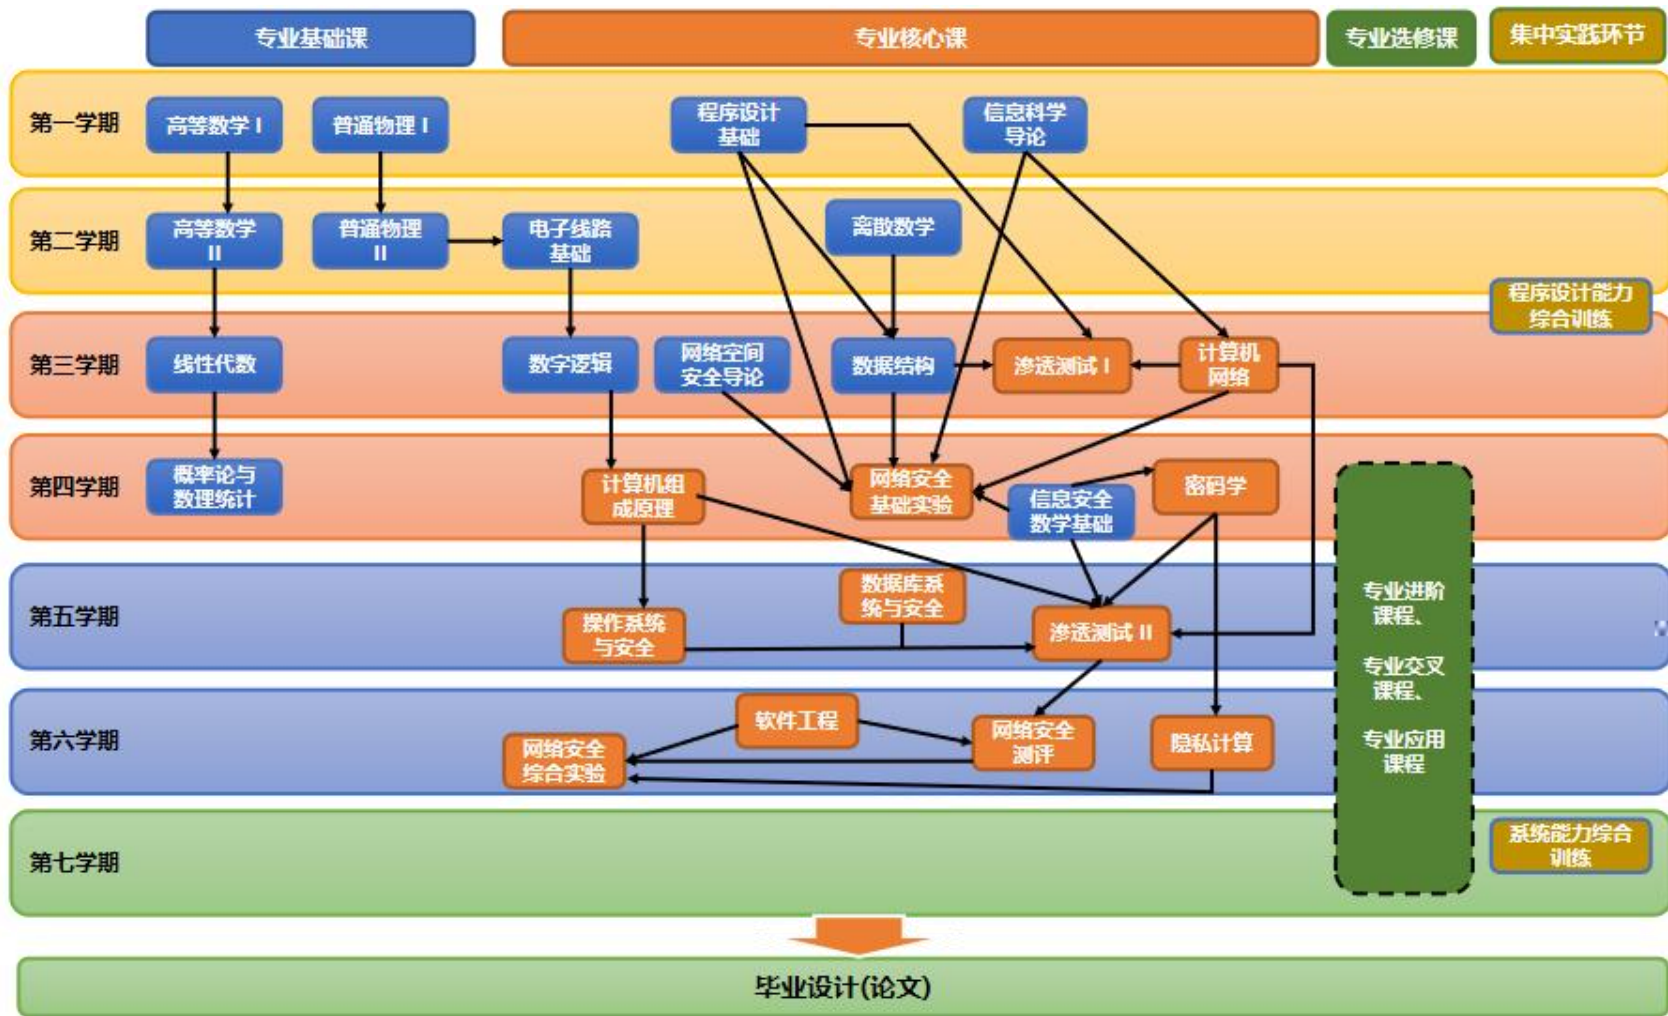 专业基础课
专业核心课
专业选修课
集中实践环节
第一学期
高等数学 I
普通物理 I
程序设计
基础
信息科学
导论
第二学期
高等数学
II
普通物理
II
电子线路
基础
离散数学
程序设计能力
综合训练
第三学期
线性代数
数字逻辑
网络空间
安全导论
数据结构
渗透测试 I
计算机
网络
第四学期
概率论与
数理统计
计算机组
成原理
网络安全
基础实验
信息安全
数学基础
密码学
第五学期
操作系统
与安全
数据库系
统与安全
渗透测试 II
专业进阶
课程、
专业交叉
课程、
专业应用
课程
第六学期
网络安全
综合实验
软件工程
网络安全
测评
隐私计算
第七学期
系统能力综合
训练
毕业设计(论文)